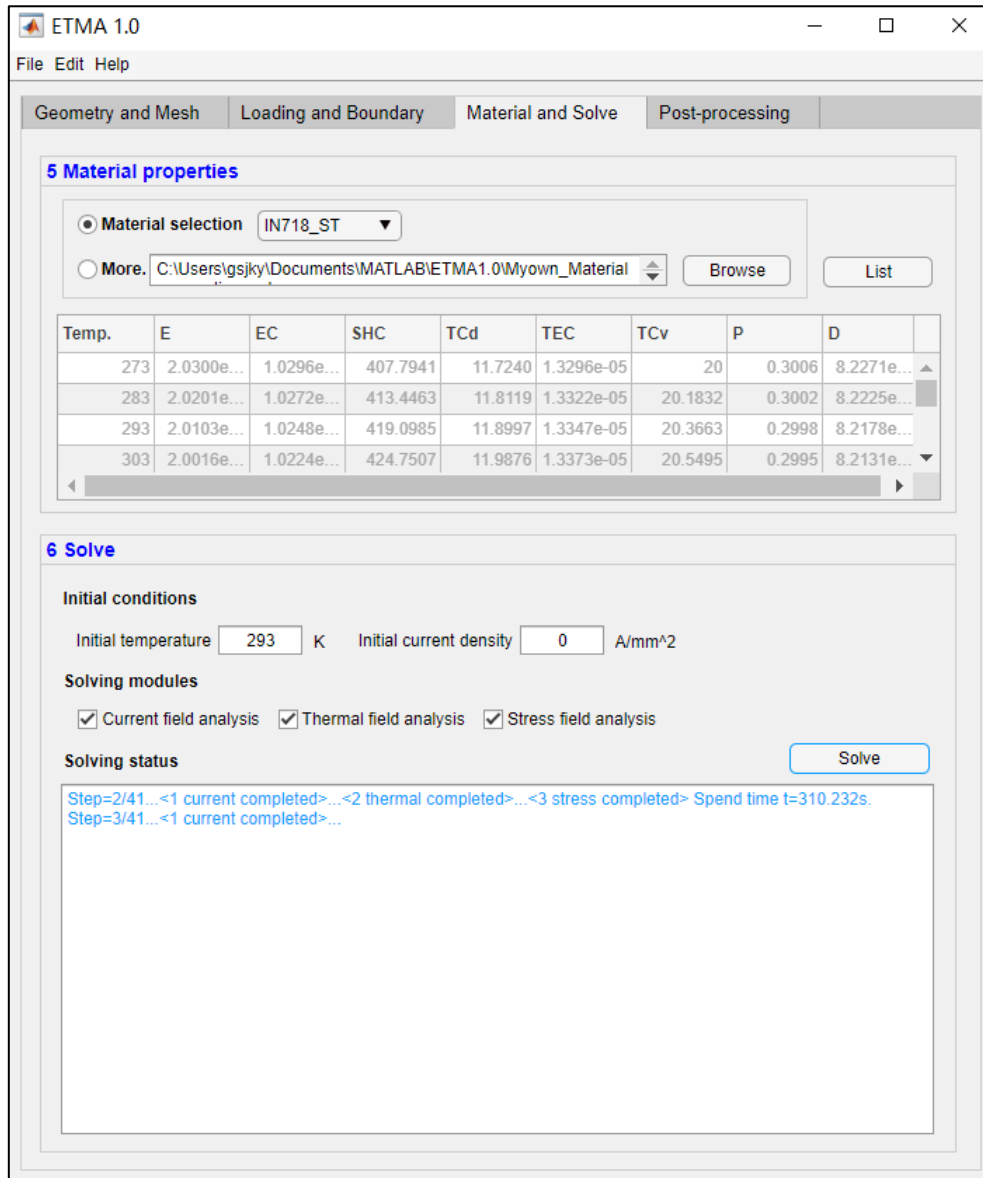 ETMA 1.0
File Edit Help
Geometry and Mesh Loading and Boundary Material and Solve Post-processing
5 Material properties
Material selection IN718_ST
More. C:\Users\gsjky\Documents\MATLAB\ETMA1.0\Myown_Material Browse List
Temp. E EC SHC TCd TEC TCv P D
273 2.0300e... 1.0296e... 407.7941 11.7240 1.3296e-05 20 0.3006 8.2271e...
283 2.0201e... 1.0272e... 413.4463 11.8119 1.3322e-05 20.1832 0.3002 8.2225e...
293 2.0103e... 1.0248e... 419.0985 11.8997 1.3347e-05 20.3663 0.2998 8.2178e...
303 2.0016e... 1.0224e... 424.7507 11.9876 1.3373e-05 20.5495 0.2995 8.2131e...
6 Solve
Initial conditions
Initial temperature 293 K Initial current density 0 A/mm^2
Solving modules
Current field analysis Thermal field analysis Stress field analysis
Solving status Solve
Step=2/41...<1 current completed>...<2 thermal completed>...<3 stress completed> Spend time t=310.232s.
Step=3/41...<1 current completed>...